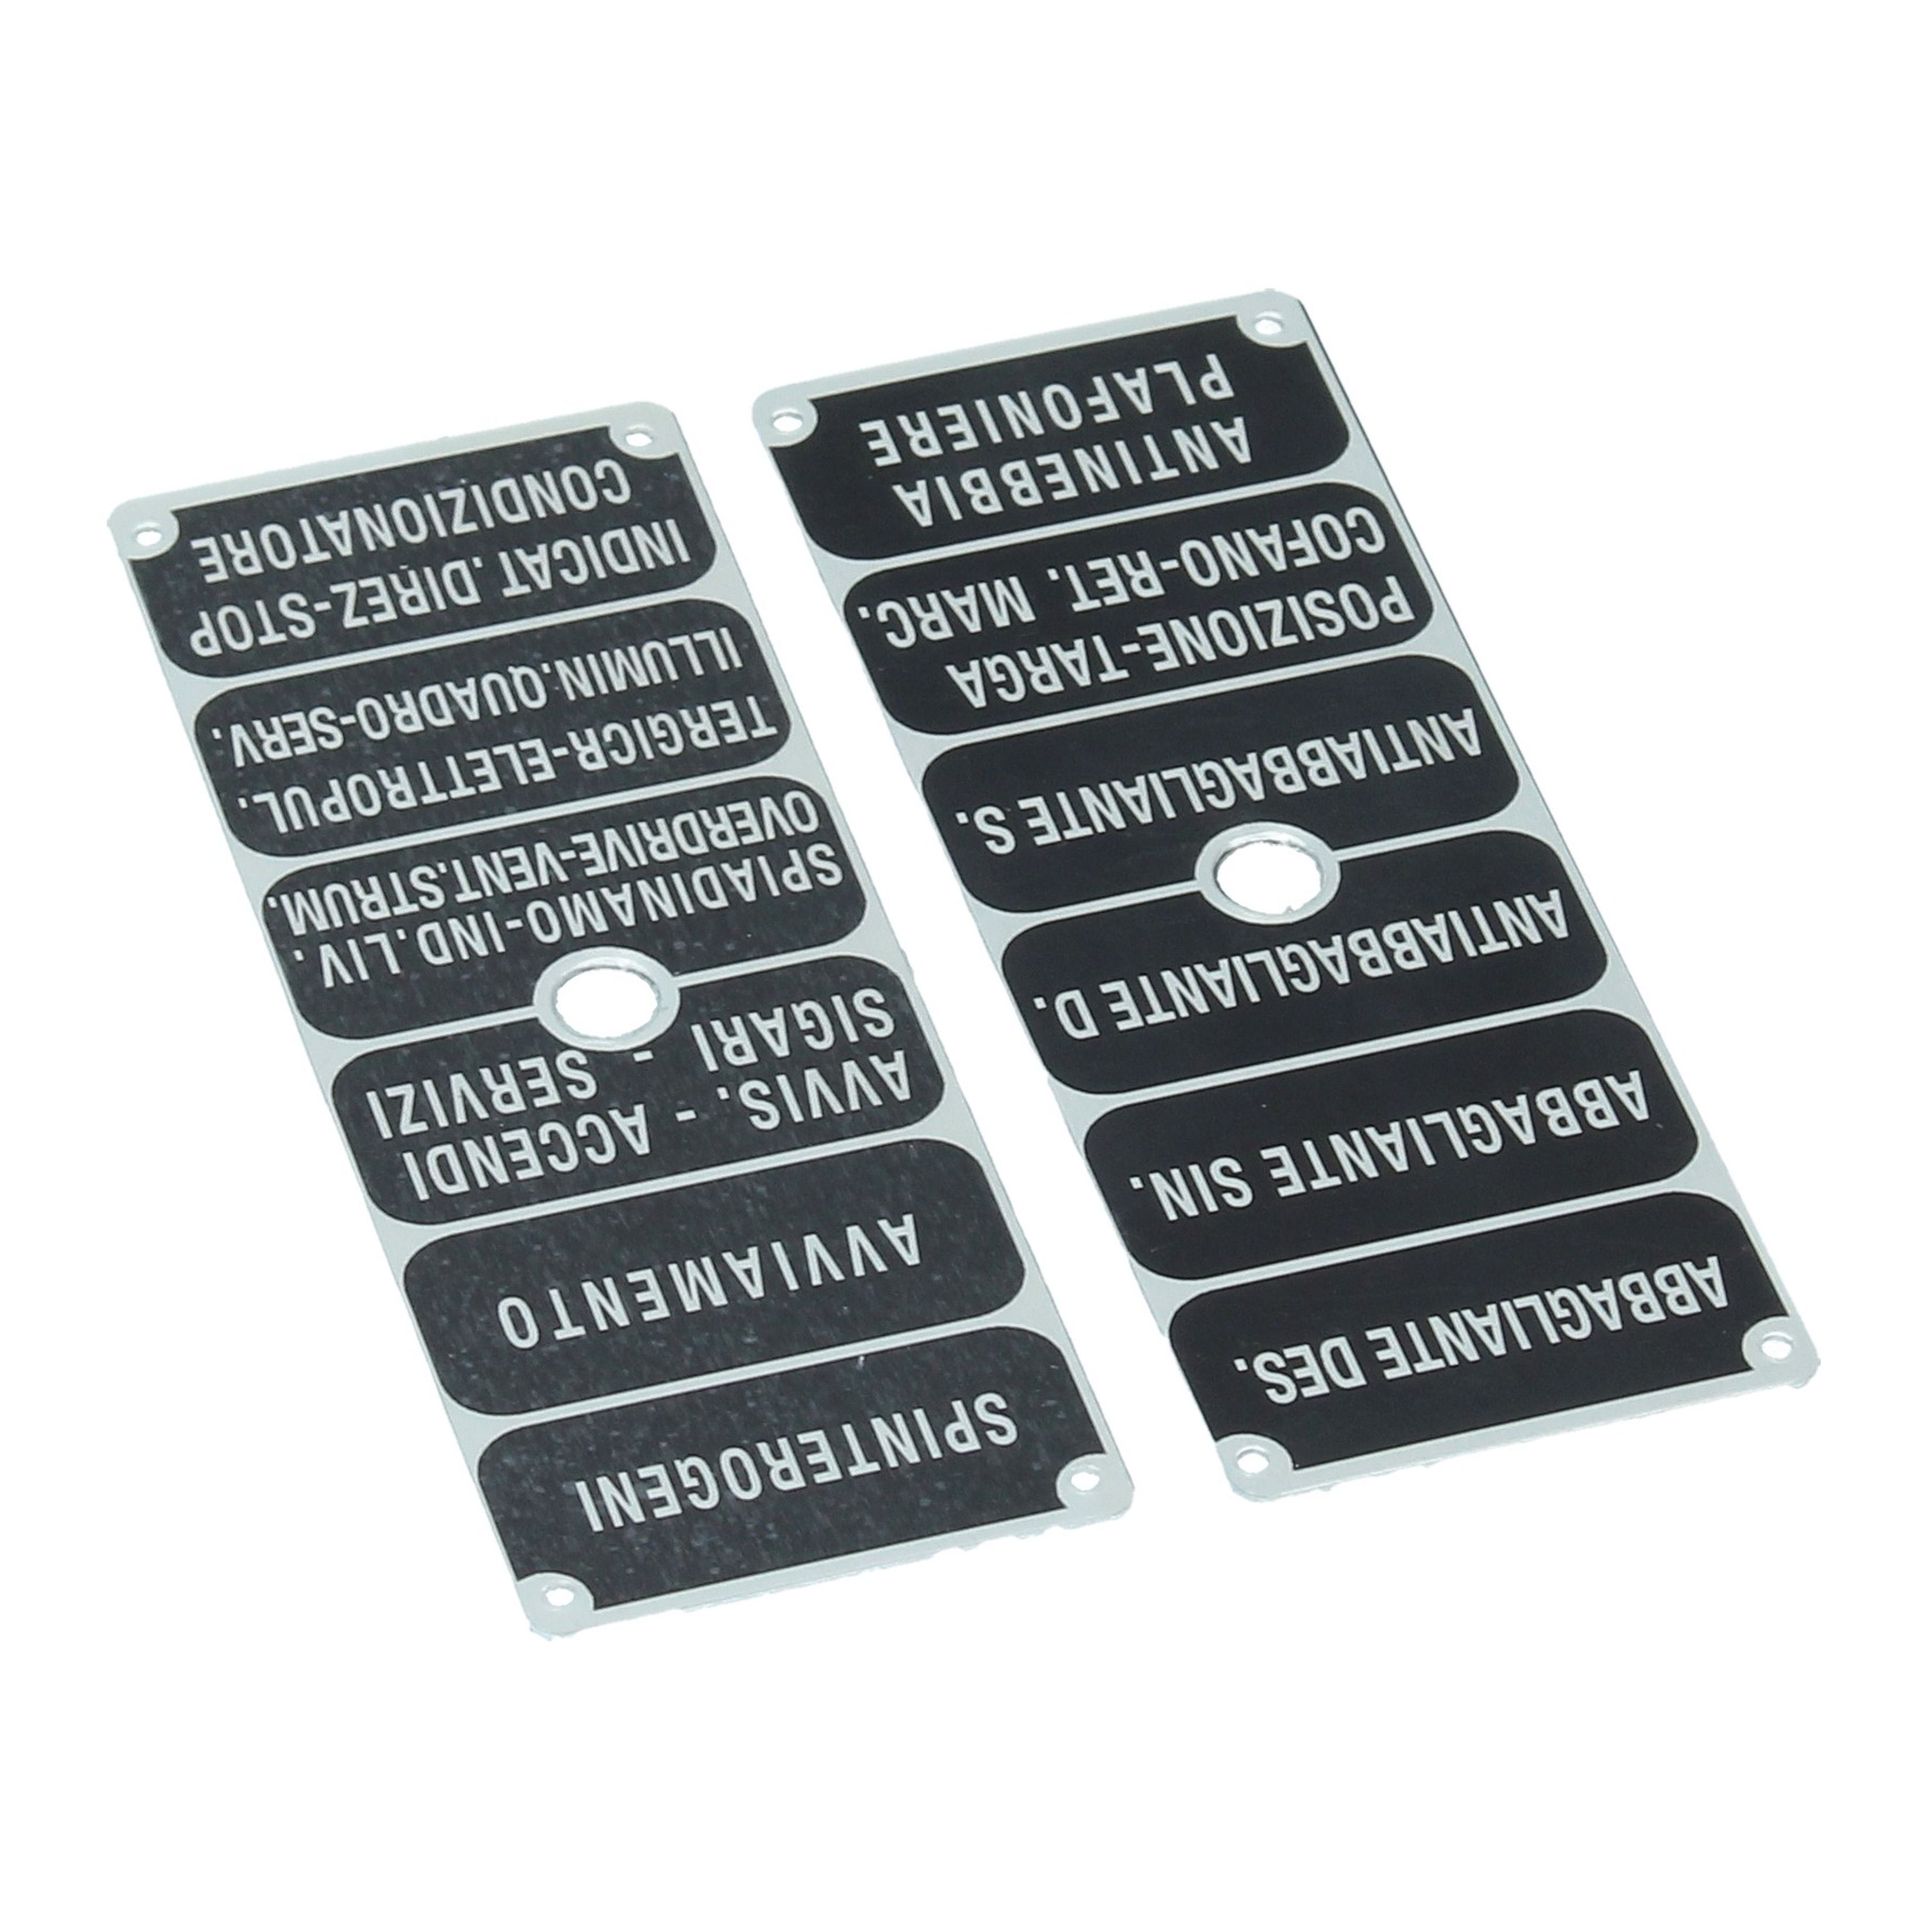 ABBAGLIANTE DES.
ABBAGLIANTE SIN.
ANTIABBAGLIANTE D.
ANTIABBAGLIANTE S.
POSIZIONE-TARGA
COFANO-RET. MARC.
ANTINEBBIA
PLAFONIERE
SPINTEROGENI
AVVIAMENTO
AVVIS. - ACCENDI
SIGARI - SERVIZI
SPIADINAMO-IND.LIV.
OVERDRIVE-VENT.STRUM.
TERGICR-ELETTROPUL.
ILLUMIN.QUADRO-SERV.
INDICAT.DIREZ-STOP
CONDIZIONATORE